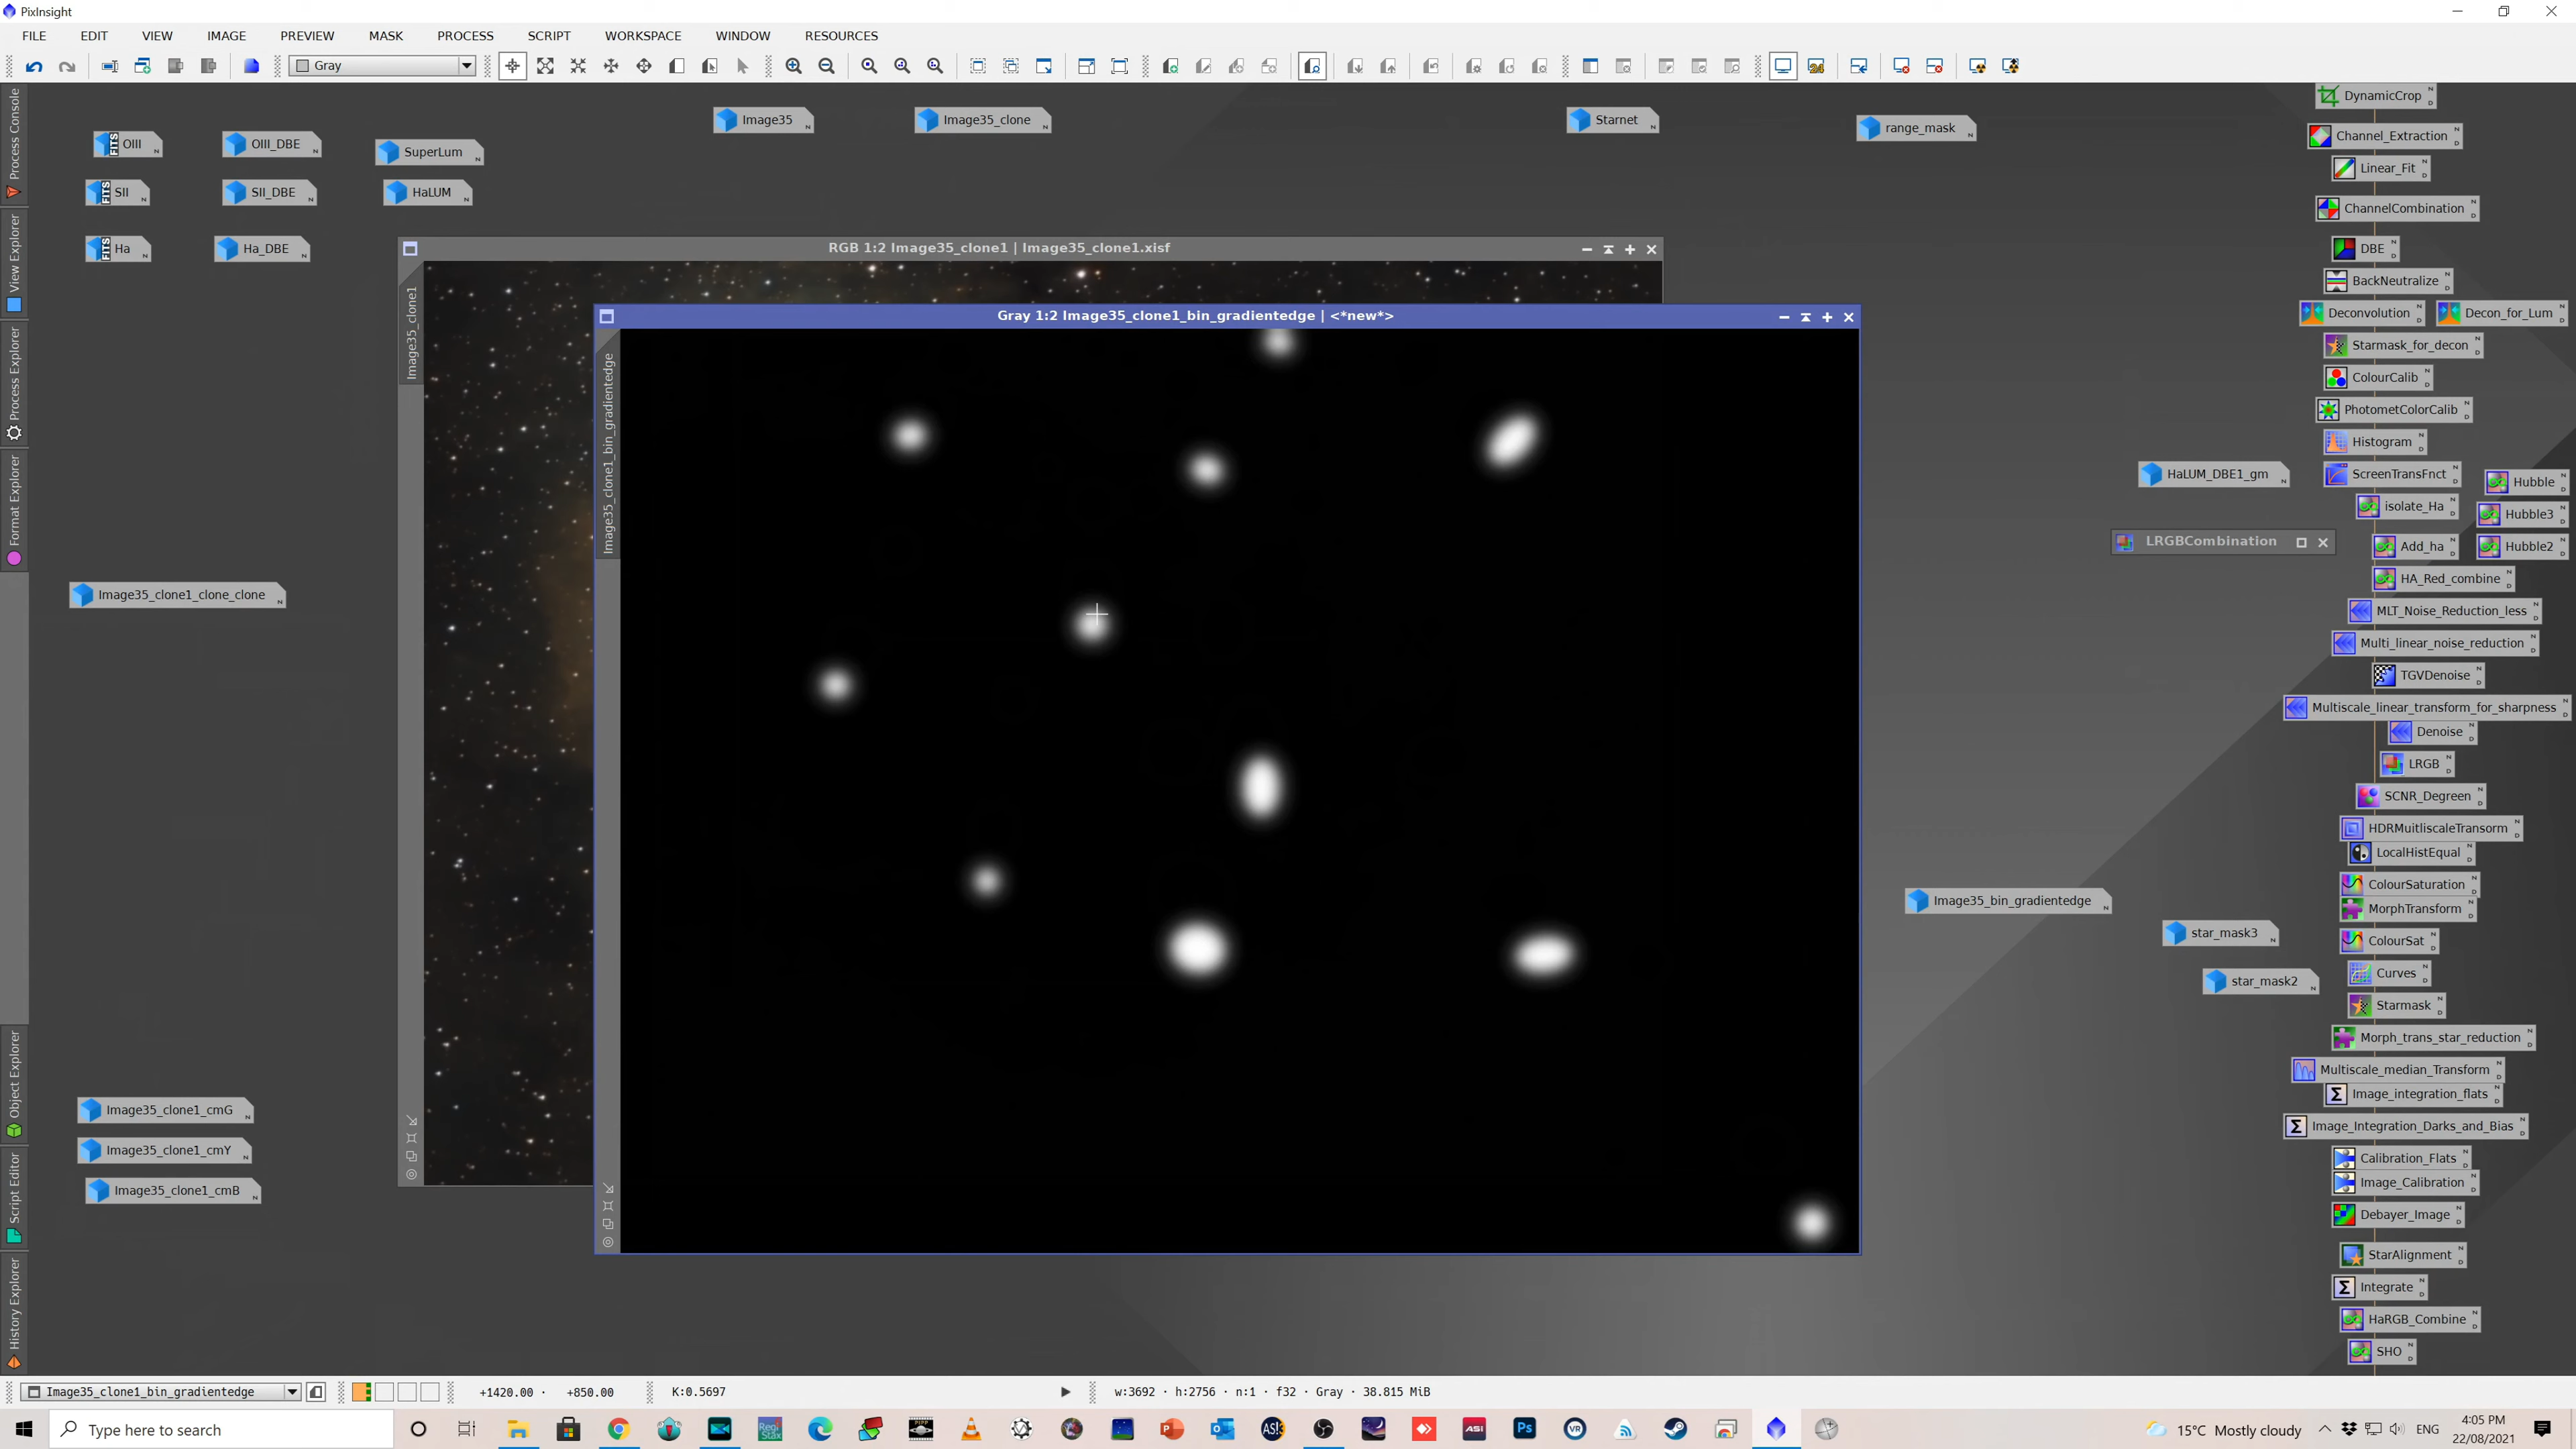 PixInsight
FILE EDIT VIEW IMAGE PREVIEW MASK PROCESS SCRIPT WORKSPACE WINDOW RESOURCES
Gray
Process Console
View Explorer
Process Explorer
Format Explorer
Object Explorer
Script Editor
History Explorer
OIII
OIII_DBE
SuperLum
SII
SII_DBE
HaLUM
Ha
Ha_DBE
Image35
Image35_clone
Starnet
range_mask
RGB 1:2 Image35_clone1 | Image35_clone1.xisf
Image35_clone1
Gray 1:2 Image35_clone1_bin_gradientedge | <*new*>
Image35_clone1_bin_gradientedge
Image35_clone1_clone_clone
Image35_clone1_cmG
Image35_clone1_cmY
Image35_clone1_cmB
HaLUM_DBE1_gm
LRGBCombination
Image35_bin_gradientedge
star_mask3
star_mask2
DynamicCrop
Channel_Extraction
Linear_Fit
ChannelCombination
DBE
BackNeutralize
Deconvolution Decon_for_Lum
Starmask_for_decon
ColourCalib
PhotometColorCalib
Histogram
ScreenTransFnct
Hubble
isolate_Ha
Hubble3
Add_ha
Hubble2
HA_Red_combine
MLT_Noise_Reduction_less
Multi_linear_noise_reduction
TGVDenoise
Multiscale_linear_transform_for_sharpness
Denoise
LRGB
SCNR_Degreen
HDRMuitliscaleTransorm
LocalHistEqual
ColourSaturation
MorphTransform
ColourSat
Curves
Starmask
Morph_trans_star_reduction
Multiscale_median_Transform
Image_integration_flats
Image_Integration_Darks_and_Bias
Calibration_Flats
Image_Calibration
Debayer_Image
StarAlignment
Integrate
HaRGB_Combine
SHO
Image35_clone1_bin_gradientedge
+1420.00 · +850.00
K:0.5697
w:3692 · h:2756 · n:1 · f32 · Gray · 38.815 MiB
Type here to search
15°C Mostly cloudy
ENG
4:05 PM
22/08/2021